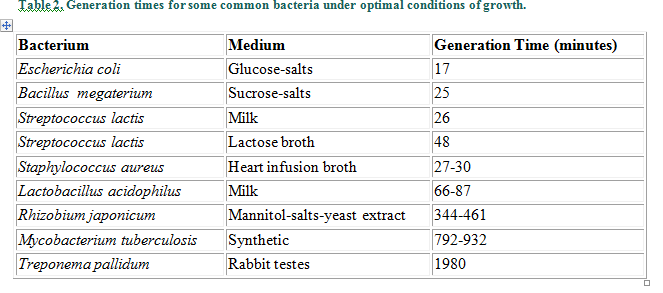 Table 2. Generation times for some common bacteria under optimal conditions of growth.
Bacterium Medium Generation Time (minutes)
Escherichia coli Glucose-salts 17
Bacillus megaterium Sucrose-salts 25
Streptococcus lactis Milk 26
Streptococcus lactis Lactose broth 48
Staphylococcus aureus Heart infusion broth 27-30
Lactobacillus acidophilus Milk 66-87
Rhizobium japonicum Mannitol-salts-yeast extract 344-461
Mycobacterium tuberculosis Synthetic 792-932
Treponema pallidum Rabbit testes 1980